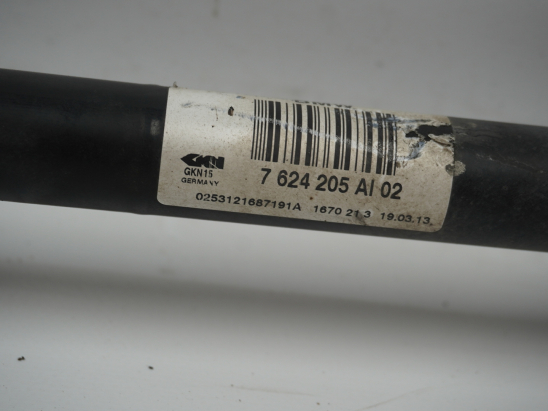 GKN
GKN15
GERMANY
7 624 205 AI 02
0253121687191A 1670 21 3 19.03.13